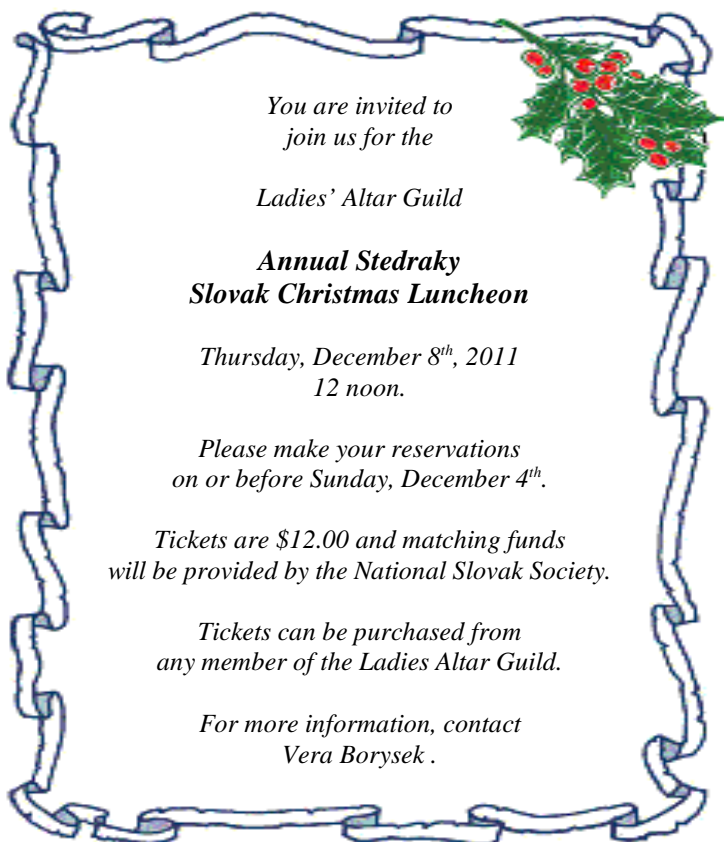 You are invited to
join us for the
Ladies’ Altar Guild
Annual Stedraky
Slovak Christmas Luncheon
Thursday, December 8th, 2011
12 noon.
Please make your reservations
on or before Sunday, December 4th.
Tickets are $12.00 and matching funds
will be provided by the National Slovak Society.
Tickets can be purchased from
any member of the Ladies Altar Guild.
For more information, contact
Vera Borysek .